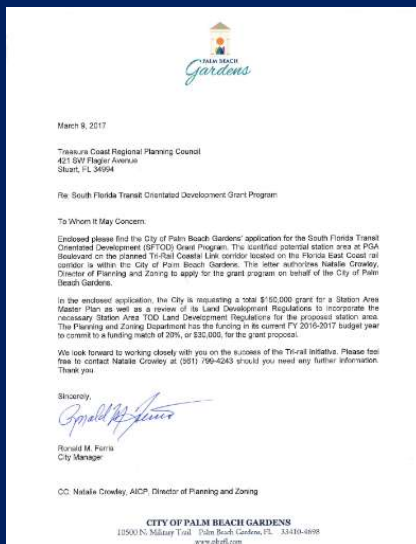 PALM BEACH
Gardens
March 9, 2017
Treasure Coast Regional Planning Council
421 SW Flagler Avenue
Stuart, FL 34994
Re: South Florida Transit Orientated Development Grant Program
To Whom It May Concern:
Enclosed please find the City of Palm Beach Gardens' application for the South Florida Transit
Orientated Development (SFTOD) Grant Program. The identified potential station area at PGA
Boulevard on the planned Tri-Rail Coastal Link corridor located on the Florida East Coast rail
corridor is within the City of Palm Beach Gardens. This letter authorizes Natalie Crowley,
Director of Planning and Zoning to apply for the grant program on behalf of the City of Palm
Beach Gardens.
In the enclosed application, the City is requesting a total $150,000 grant for a Station Area
Master Plan as well as a review of its Land Development Regulations to incorporate the
necessary Station Area TOD Land Development Regulations for the proposed station area.
The Planning and Zoning Department has the funding in its current FY 2016-2017 budget year
to commit to a funding match of 20%, or $30,000, for the grant proposal.
We look forward to working closely with you on the success of the Tri-rail Initiative. Please feel
free to contact Natalie Crowley at (561) 799-4243 should you need any further information.
Thank you.
Sincerely,
Ronald M. Ferris
Ronald M. Ferris
City Manager
CC: Natalie Crowley, AICP, Director of Planning and Zoning
CITY OF PALM BEACH GARDENS
10500 N. Military Trail Palm Beach Gardens, FL 33410-4698
www.pbgfl.com